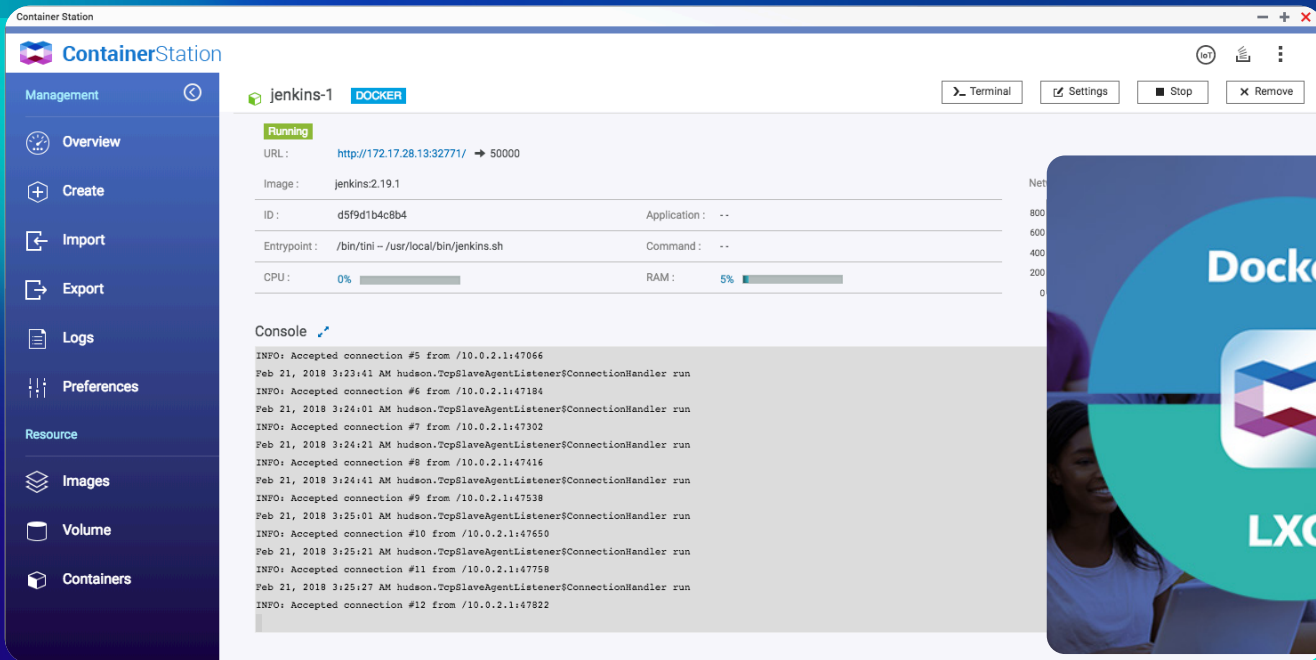 Container Station
ContainerStation
IoT
Management
Overview
Create
Import
Export
Logs
Preferences
Resource
Images
Volume
Containers
jenkins-1 DOCKER
Terminal Settings Stop Remove
Running
URL : http://172.17.28.13:32771/ ➔ 50000
Image : jenkins:2.19.1
ID : d5f9d1b4c8b4 Application : --
Entrypoint : /bin/tini -- /usr/local/bin/jenkins.sh Command : --
CPU : 0% RAM : 5%
800
600
400
200
0
Console
INFO: Accepted connection #5 from /10.0.2.1:47066
Feb 21, 2018 3:23:41 AM hudson.TcpSlaveAgentListener$ConnectionHandler run
INFO: Accepted connection #6 from /10.0.2.1:47184
Feb 21, 2018 3:24:01 AM hudson.TcpSlaveAgentListener$ConnectionHandler run
INFO: Accepted connection #7 from /10.0.2.1:47302
Feb 21, 2018 3:24:21 AM hudson.TcpSlaveAgentListener$ConnectionHandler run
INFO: Accepted connection #8 from /10.0.2.1:47416
Feb 21, 2018 3:24:41 AM hudson.TcpSlaveAgentListener$ConnectionHandler run
INFO: Accepted connection #9 from /10.0.2.1:47538
Feb 21, 2018 3:25:01 AM hudson.TcpSlaveAgentListener$ConnectionHandler run
INFO: Accepted connection #10 from /10.0.2.1:47650
Feb 21, 2018 3:25:21 AM hudson.TcpSlaveAgentListener$ConnectionHandler run
INFO: Accepted connection #11 from /10.0.2.1:47758
Feb 21, 2018 3:25:27 AM hudson.TcpSlaveAgentListener$ConnectionHandler run
INFO: Accepted connection #12 from /10.0.2.1:47822